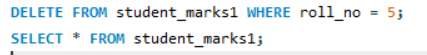 DELETE FROM student_marks1 WHERE roll_no = 5;
SELECT * FROM student_marks1;